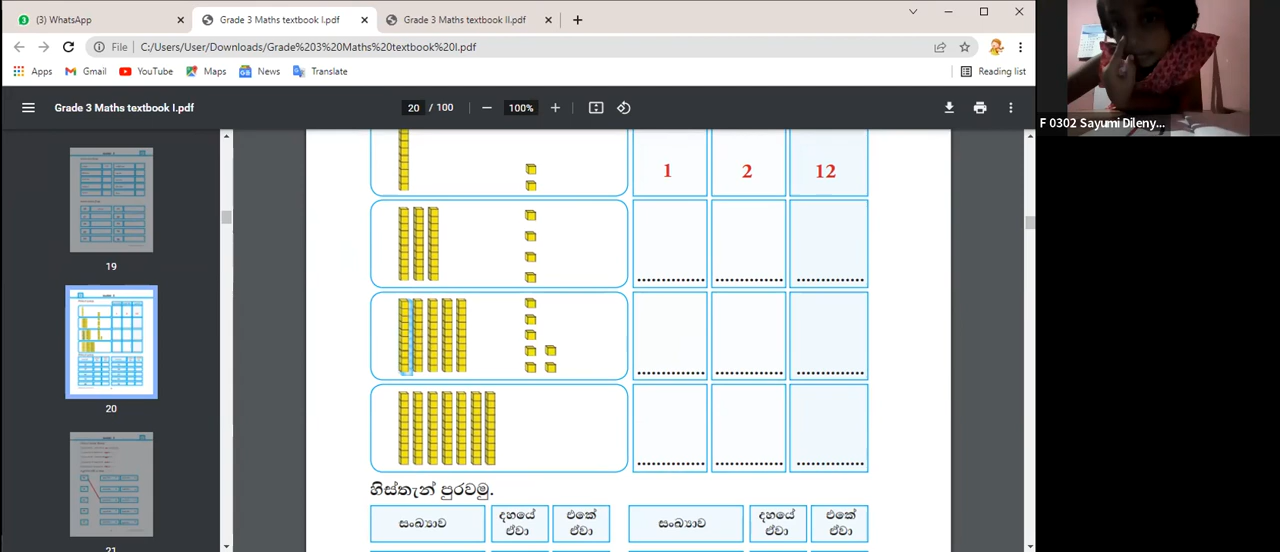 (3) WhatsApp
Grade 3 Maths textbook I.pdf
Grade 3 Maths textbook II.pdf
File
C:/Users/User/Downloads/Grade%203%20Maths%20textbook%20I.pdf
Apps
Gmail
YouTube
Maps
News
Translate
Reading list
Grade 3 Maths textbook I.pdf
20 / 100
100%
F 0302 Sayumi Dileny...
19
20
21
1 2 12
හිස්තැන් පුරවමු.
සංඛ්‍යාව
දහයේ ඒවා
එකේ ඒවා
සංඛ්‍යාව
දහයේ ඒවා
එකේ ඒවා